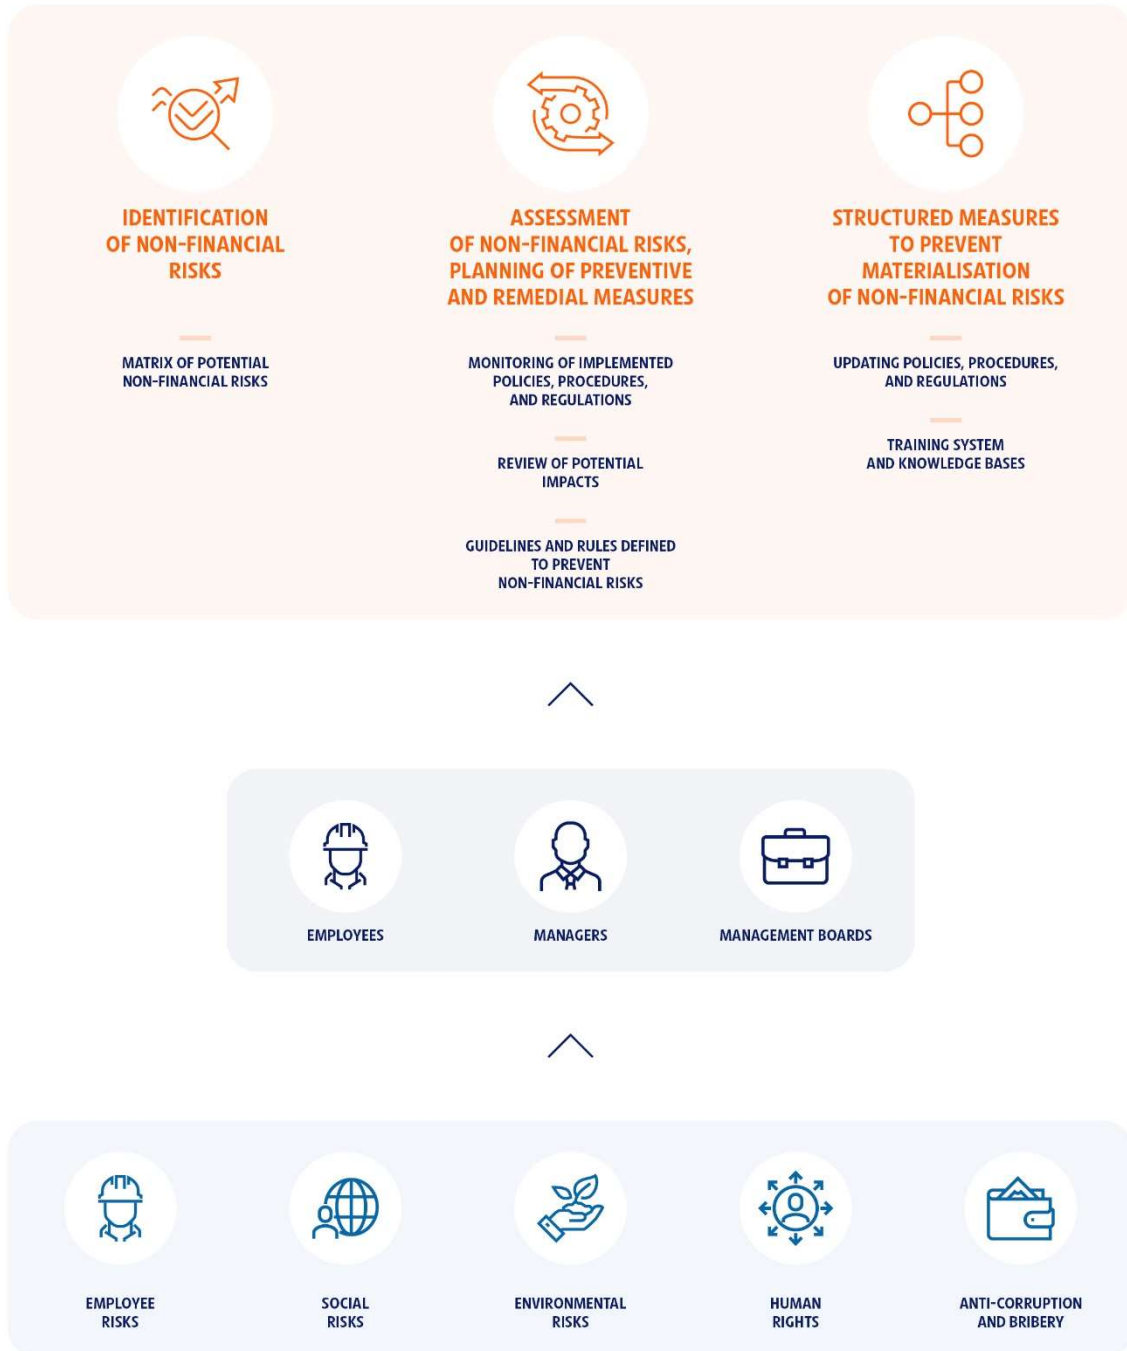 IDENTIFICATION
OF NON-FINANCIAL
RISKS
MATRIX OF POTENTIAL
NON-FINANCIAL RISKS
ASSESSMENT
OF NON-FINANCIAL RISKS,
PLANNING OF PREVENTIVE
AND REMEDIAL MEASURES
MONITORING OF IMPLEMENTED
POLICIES, PROCEDURES,
AND REGULATIONS
REVIEW OF POTENTIAL
IMPACTS
GUIDELINES AND RULES DEFINED
TO PREVENT
NON-FINANCIAL RISKS
STRUCTURED MEASURES
TO PREVENT
MATERIALISATION
OF NON-FINANCIAL RISKS
UPDATING POLICIES, PROCEDURES,
AND REGULATIONS
TRAINING SYSTEM
AND KNOWLEDGE BASES
EMPLOYEES
MANAGERS
MANAGEMENT BOARDS
EMPLOYEE
RISKS
SOCIAL
RISKS
ENVIRONMENTAL
RISKS
HUMAN
RIGHTS
ANTI-CORRUPTION
AND BRIBERY